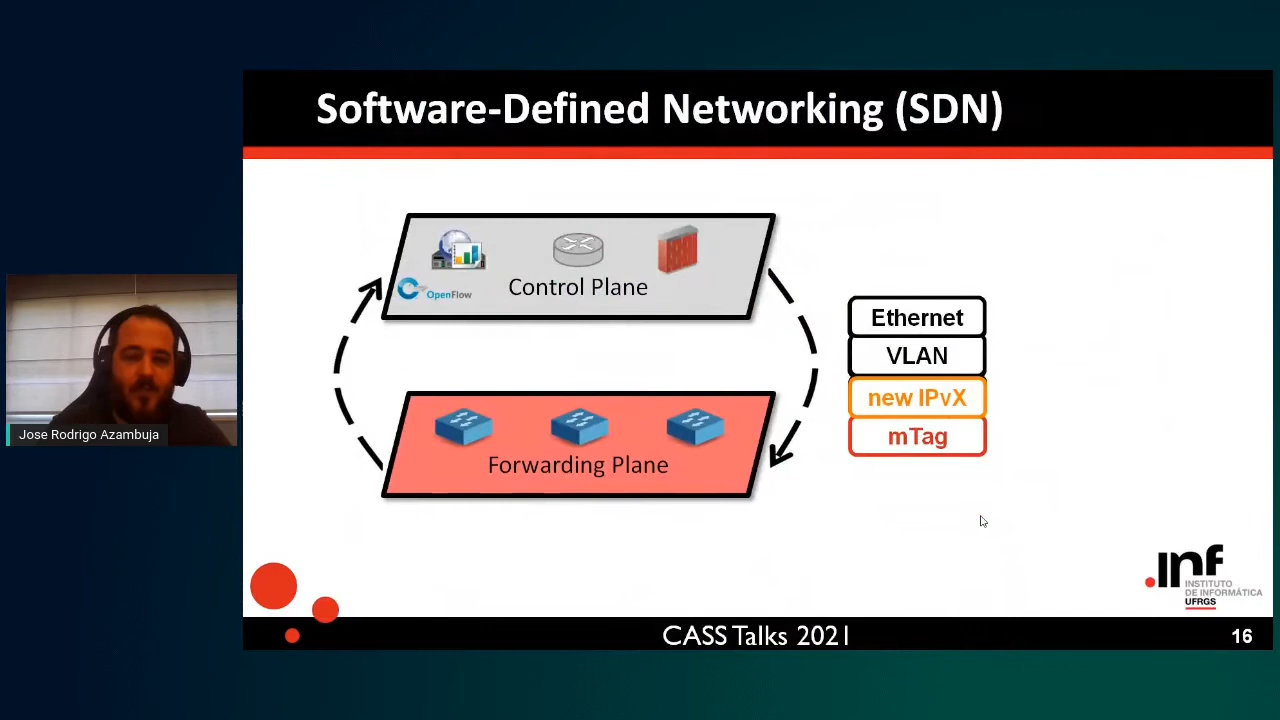 Software-Defined Networking (SDN)
OpenFlow
Control Plane
Forwarding Plane
Ethernet
VLAN
new IPvX
mTag
Jose Rodrigo Azambuja
.inf
INSTITUTO
DE INFORMÁTICA
UFRGS
CASS Talks 2021
16